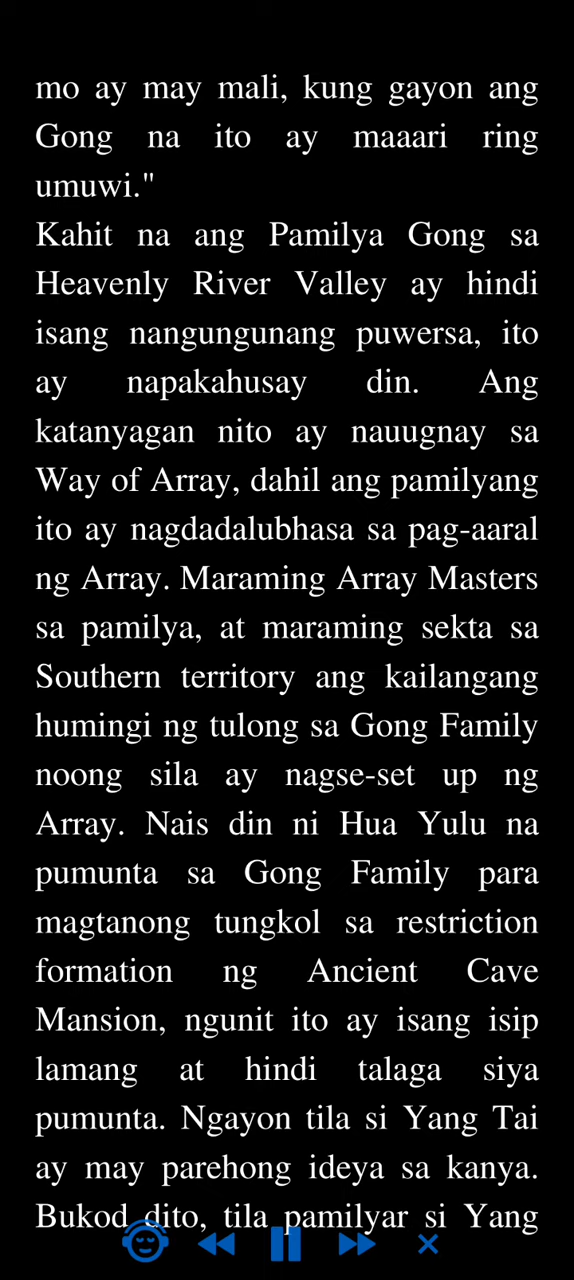 mo ay may mali, kung gayon ang
Gong na ito ay maaari ring
umuwi."
Kahit na ang Pamilya Gong sa
Heavenly River Valley ay hindi
isang nangungunang puwersa, ito
ay napakahusay din. Ang
katanyagan nito ay nauugnay sa
Way of Array, dahil ang pamilyang
ito ay nagdadalubhasa sa pag-aaral
ng Array. Maraming Array Masters
sa pamilya, at maraming sekta sa
Southern territory ang kailangang
humingi ng tulong sa Gong Family
noong sila ay nagse-set up ng
Array. Nais din ni Hua Yulu na
pumunta sa Gong Family para
magtanong tungkol sa restriction
formation ng Ancient Cave
Mansion, ngunit ito ay isang isip
lamang at hindi talaga siya
pumunta. Ngayon tila si Yang Tai
ay may parehong ideya sa kanya.
Bukod dito, tila pamilyar si Yang